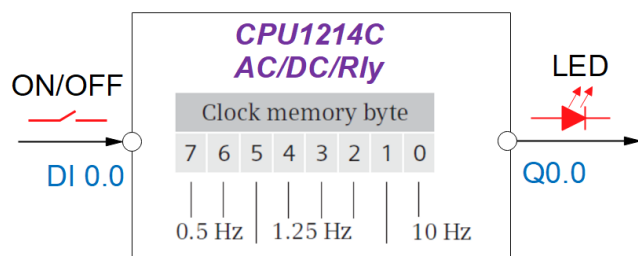 CPU1214C
AC/DC/Rly
ON/OFF
LED
Clock memory byte
7 6 5 4 3 2 1 0
DI 0.0
Q0.0
0.5 Hz 1.25 Hz 10 Hz